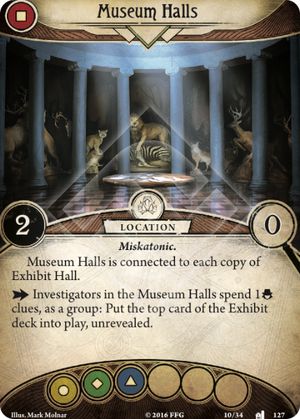 Museum Halls
2
LOCATION
0
Miskatonic.
Museum Halls is connected to each copy of
Exhibit Hall.
Investigators in the Museum Halls spend 1
clues, as a group: Put the top card of the Exhibit
deck into play, unrevealed.
Illus. Mark Molnar
© 2016 FFG
10/34
127